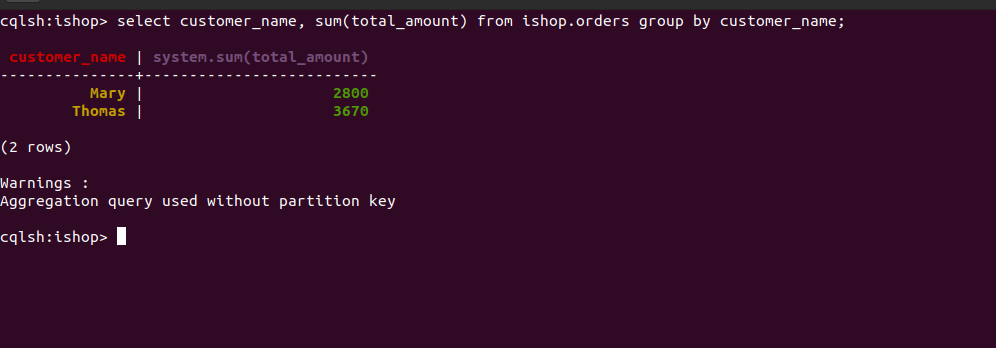 cqlsh:ishop> select customer_name, sum(total_amount) from ishop.orders group by customer_name;
customer_name | system.sum(total_amount)
---------------+--------------------------
Mary | 2800
Thomas | 3670
(2 rows)
Warnings :
Aggregation query used without partition key
cqlsh:ishop>